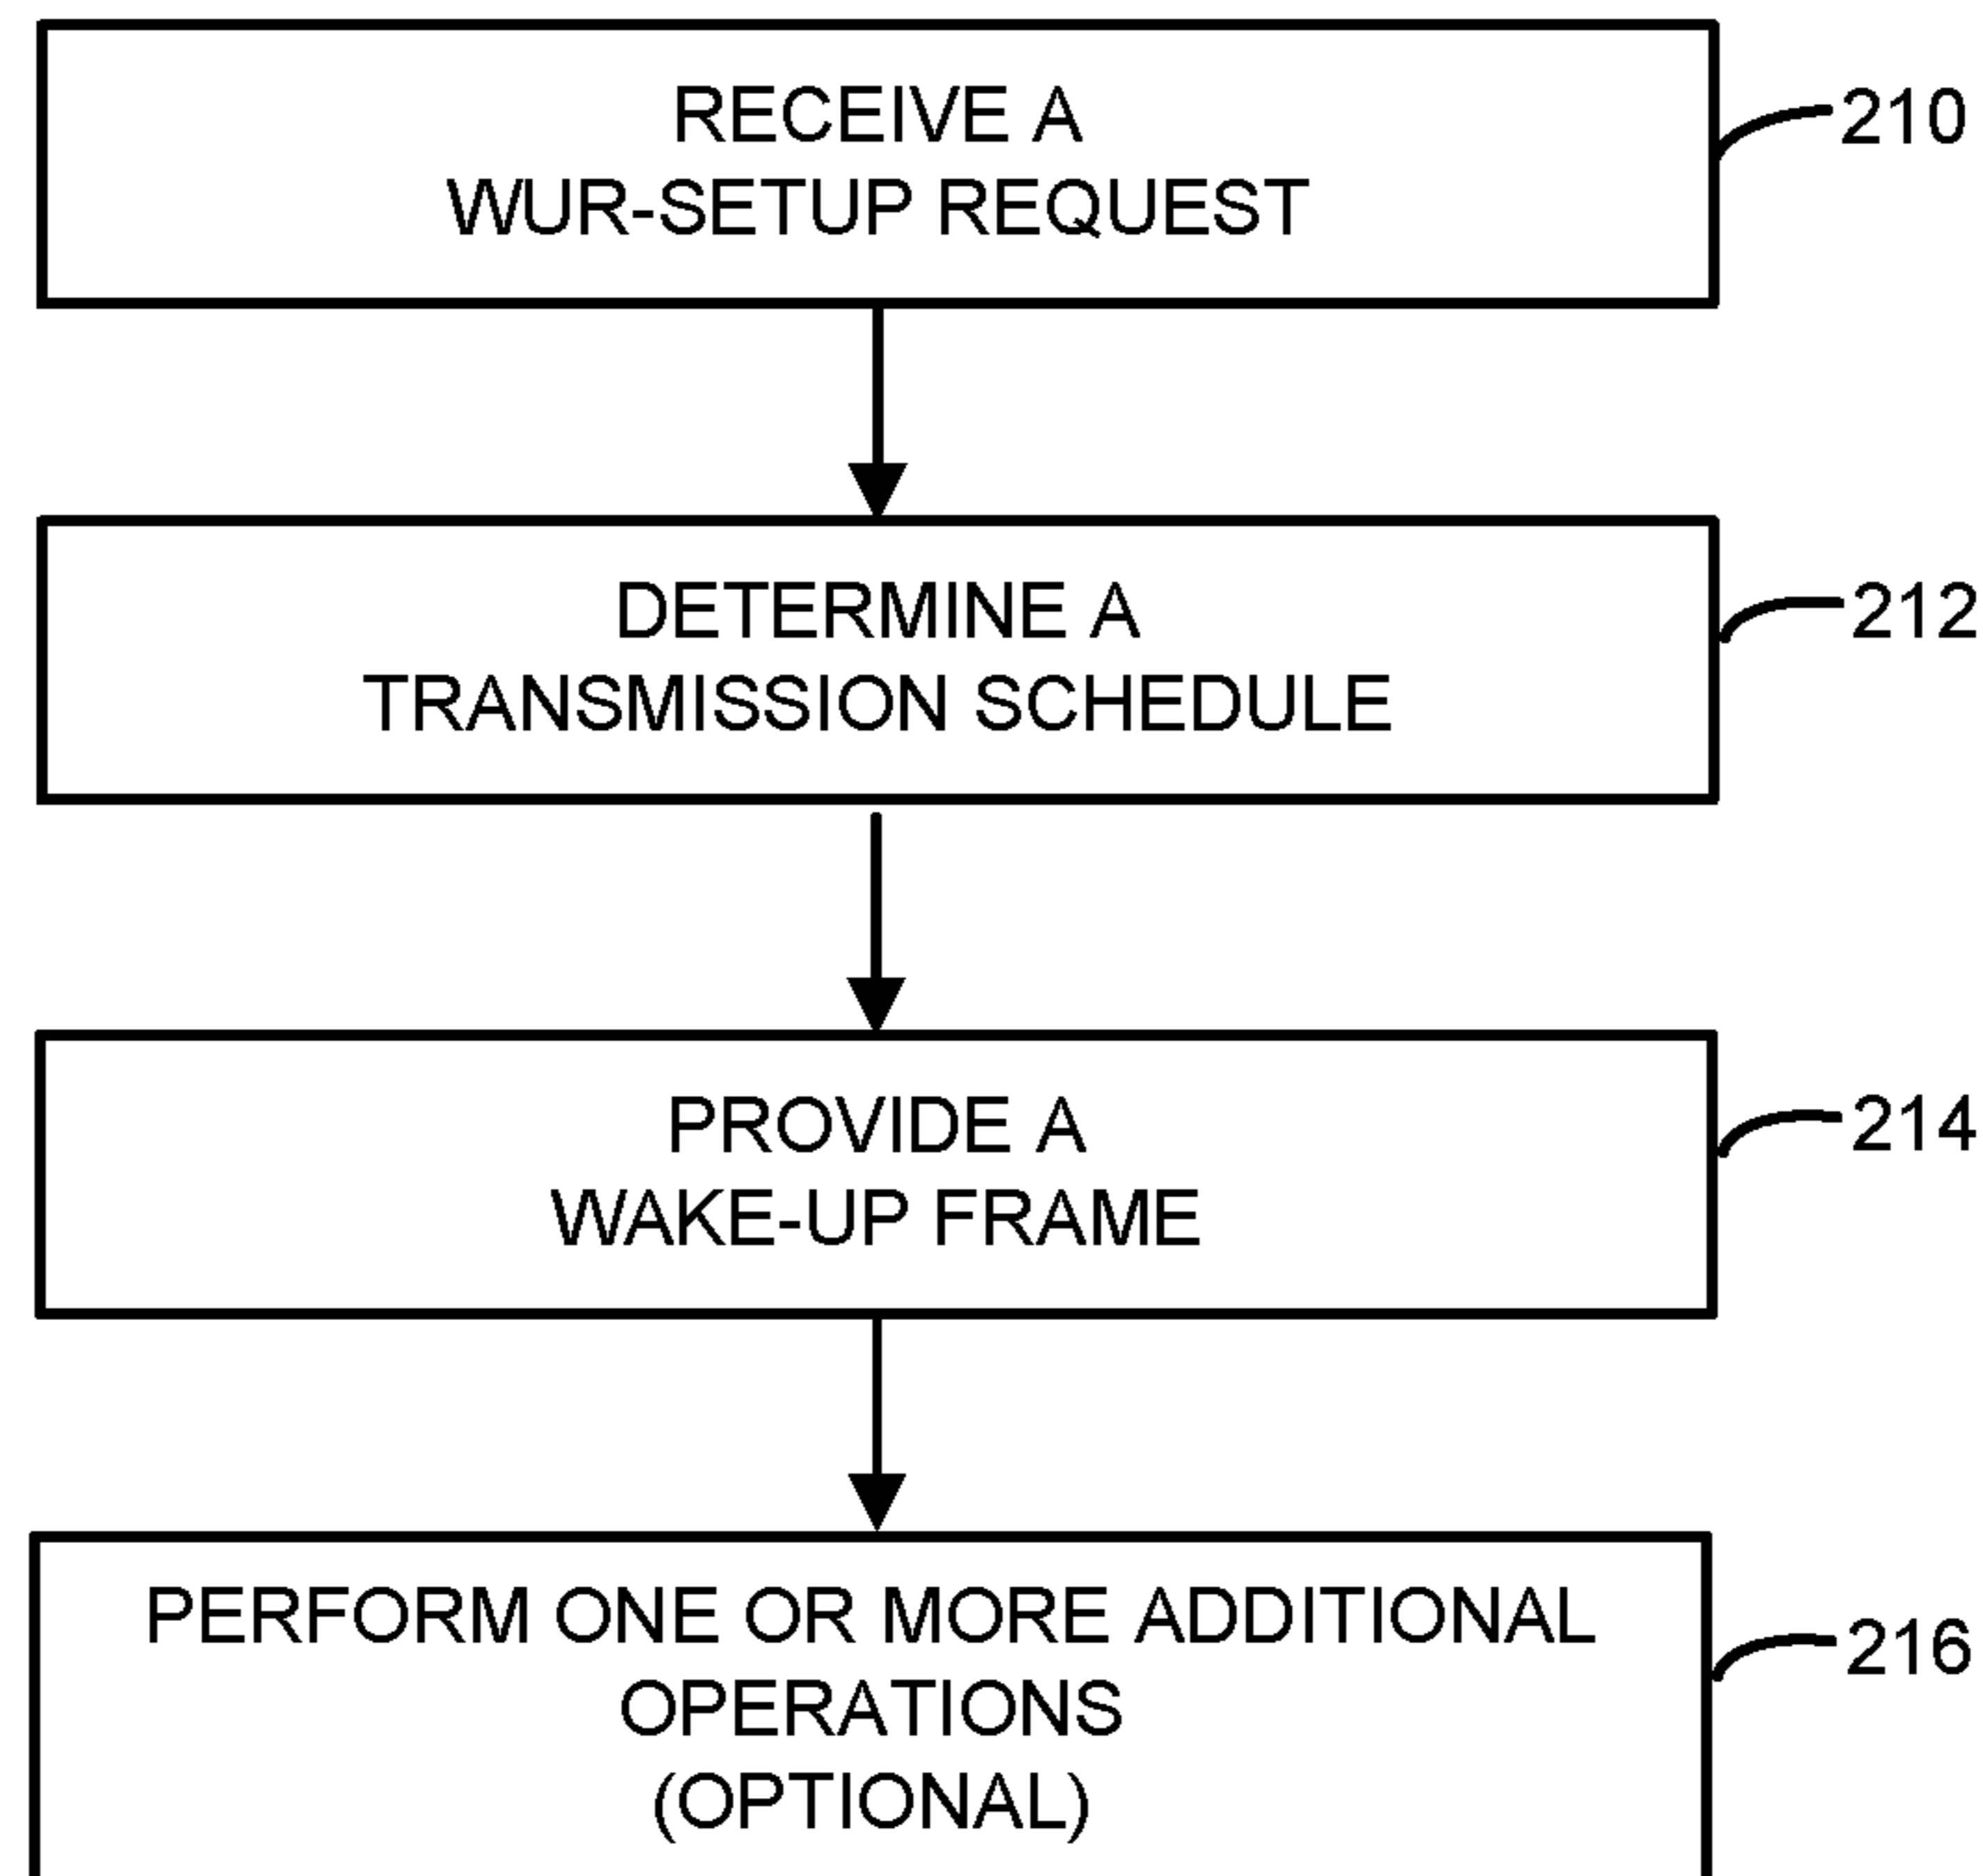 RECEIVE A
WUR-SETUP REQUEST
210
DETERMINE A
TRANSMISSION SCHEDULE
212
PROVIDE A
WAKE-UP FRAME
214
PERFORM ONE OR MORE ADDITIONAL
OPERATIONS
(OPTIONAL)
216